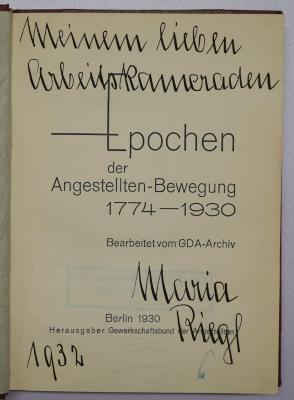 Meinem lieben
Arbeitskameraden
Epochen
der
Angestellten-Bewegung
1774—1930
Bearbeitet vom GDA-Archiv
Maria
Riegl
Berlin 1930
Herausgeber Gewerkschaftsbund der Angestellten
1932